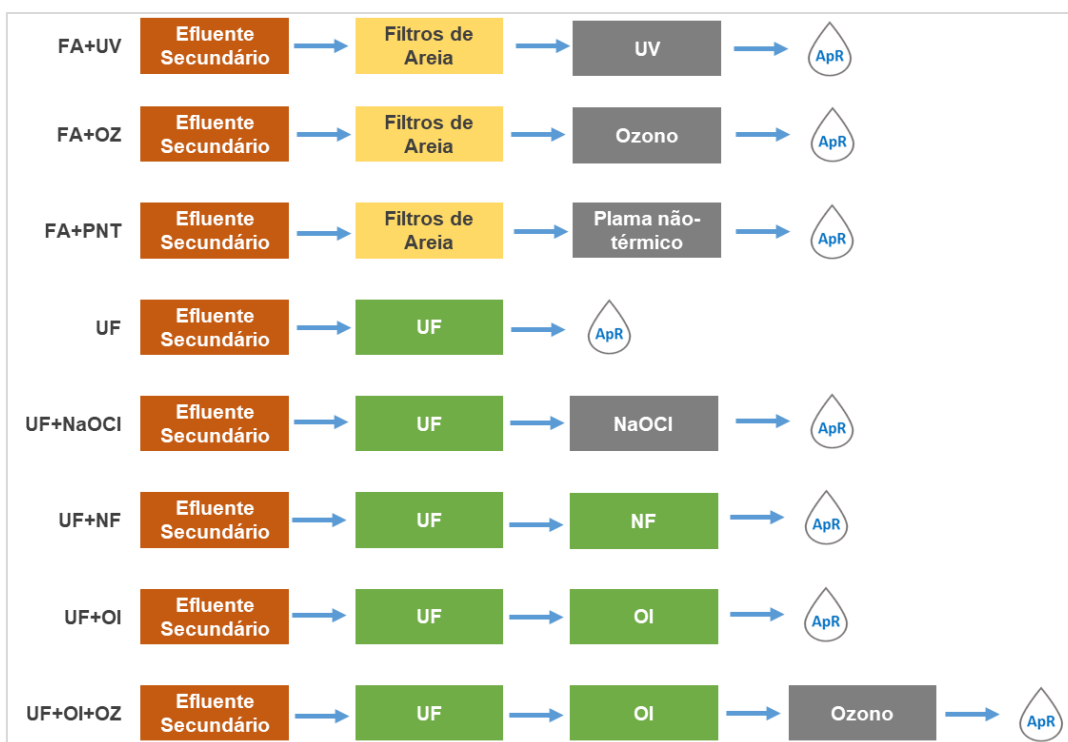 FA+UV
Efluente
Secundário
Filtros de
Areia
UV
ApR
FA+OZ
Efluente
Secundário
Filtros de
Areia
Ozono
ApR
FA+PNT
Efluente
Secundário
Filtros de
Areia
Plama não-
térmico
ApR
UF
Efluente
Secundário
UF
ApR
UF+NaOCl
Efluente
Secundário
UF
NaOCl
ApR
UF+NF
Efluente
Secundário
UF
NF
ApR
UF+OI
Efluente
Secundário
UF
OI
ApR
UF+OI+OZ
Efluente
Secundário
UF
OI
Ozono
ApR